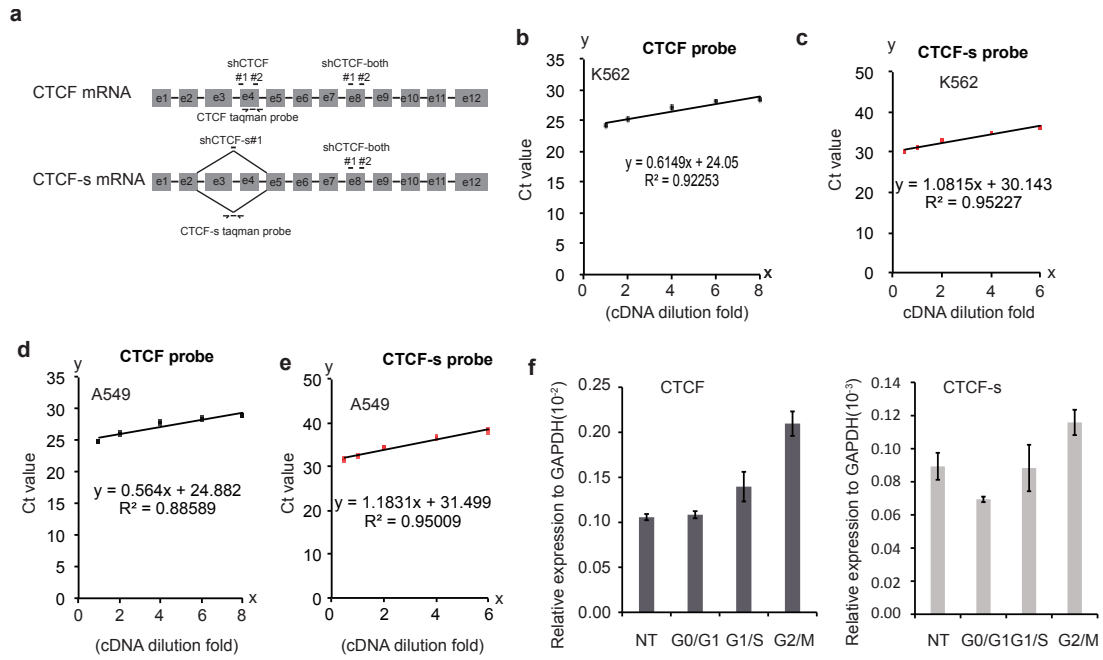 a
shCTCF
#1 #2
shCTCF-both
#1 #2
CTCF mRNA
e1 e2 e3 e4 e5 e6 e7 e8 e9 e10 e11 e12
CTCF taqman probe
shCTCF-s#1
shCTCF-both
#1 #2
CTCF-s mRNA
e1 e2 e3 e4 e5 e6 e7 e8 e9 e10 e11 e12
CTCF-s taqman probe
b
y
CTCF probe
K562
Ct value
35
30
25
20
15
10
5
0
y = 0.6149x + 24.05
R² = 0.92253
x
0 2 4 6 8
(cDNA dilution fold)
c
y
CTCF-s probe
K562
Ct value
50
40
30
20
10
0
y = 1.0815x + 30.143
R² = 0.95227
x
0 2 4 6
cDNA dilution fold
d
y
CTCF probe
A549
Ct value
35
30
25
20
15
10
5
0
y = 0.564x + 24.882
R² = 0.88589
x
0 2 4 6 8
(cDNA dilution fold)
e
y
CTCF-s probe
A549
Ct value
50
40
30
20
10
0
y = 1.1831x + 31.499
R² = 0.95009
x
0 2 4 6
(cDNA dilution fold)
f
CTCF
Relative expression to GAPDH(10-2)
0.25
0.20
0.15
0.10
0.05
0.00
NT G0/G1 G1/S G2/M
CTCF-s
Relative expression to GAPDH(10-3)
0.14
0.12
0.10
0.08
0.06
0.04
0.02
0.00
NT G0/G1 G1/S G2/M